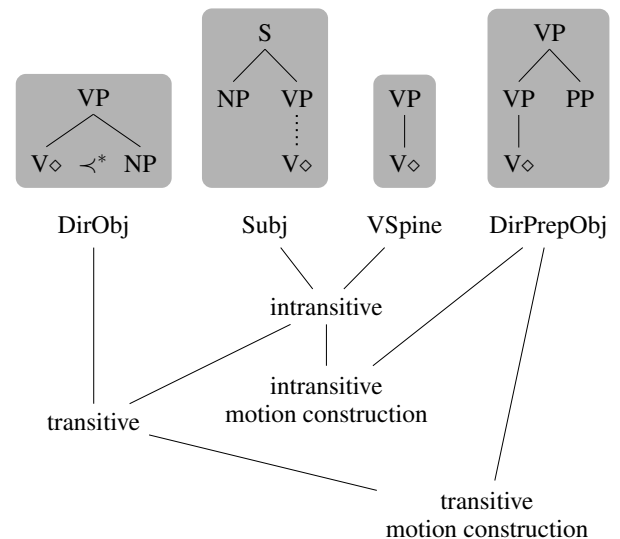 S
VP
VP
NP
VP
VP
VP
PP
V◇ ≺* NP
V◇
V◇
V◇
DirObj
Subj
VSpine
DirPrepObj
intransitive
intransitive
motion construction
transitive
transitive
motion construction